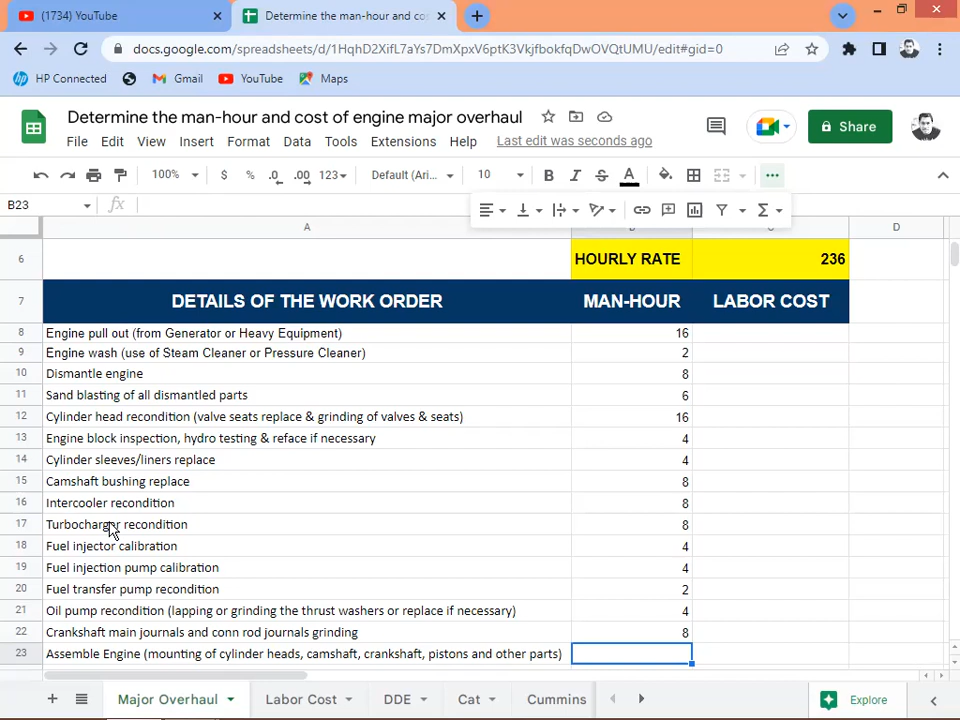 (1734) YouTube
Determine the man-hour and co
docs.google.com/spreadsheets/d/1HqhD2XifL7aYs7DmXpxV6ptK3VkjfbokfqDwOVQtUMU/edit#gid=0
HP Connected
Gmail
YouTube
Maps
Determine the man-hour and cost of engine major overhaul
File Edit View Insert Format Data Tools Extensions Help Last edit was seconds ago
Share
100% $ % .0 .00 123 Default (Ari... 10 B I S A
B23 fx
A D
6 HOURLY RATE 236
7 DETAILS OF THE WORK ORDER MAN-HOUR LABOR COST
8 Engine pull out (from Generator or Heavy Equipment) 16
9 Engine wash (use of Steam Cleaner or Pressure Cleaner) 2
10 Dismantle engine 8
11 Sand blasting of all dismantled parts 6
12 Cylinder head recondition (valve seats replace & grinding of valves & seats) 16
13 Engine block inspection, hydro testing & reface if necessary 4
14 Cylinder sleeves/liners replace 4
15 Camshaft bushing replace 8
16 Intercooler recondition 8
17 Turbocharger recondition 8
18 Fuel injector calibration 4
19 Fuel injection pump calibration 4
20 Fuel transfer pump recondition 2
21 Oil pump recondition (lapping or grinding the thrust washers or replace if necessary) 4
22 Crankshaft main journals and conn rod journals grinding 8
23 Assemble Engine (mounting of cylinder heads, camshaft, crankshaft, pistons and other parts)
Major Overhaul Labor Cost DDE Cat Cummins Explore